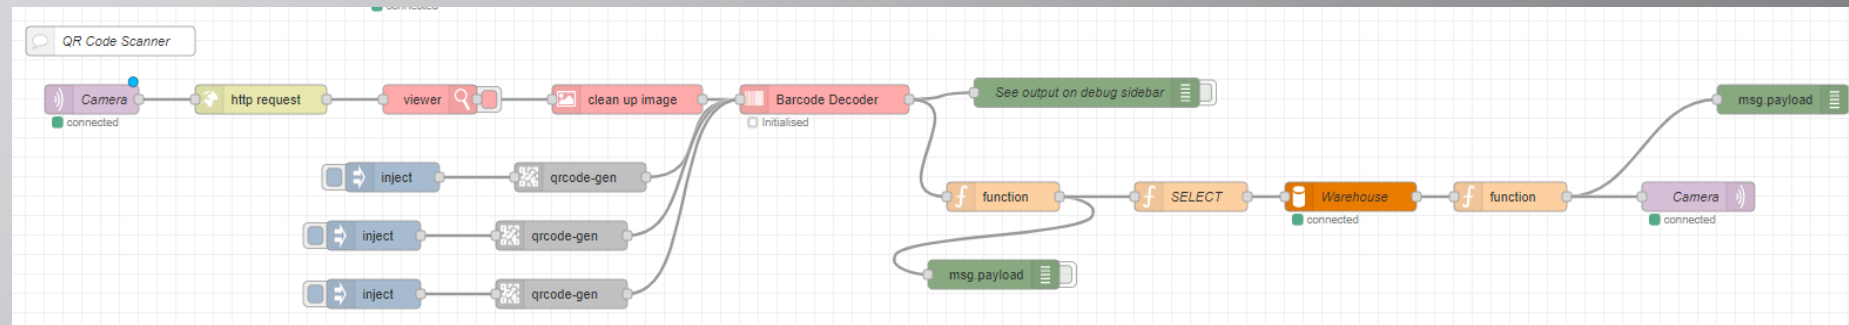 connected
QR Code Scanner
Camera
http request
viewer
clean up image
Barcode Decoder
See output on debug sidebar
msg.payload
connected
Initialised
inject
qrcode-gen
function
SELECT
Warehouse
function
Camera
connected
connected
inject
qrcode-gen
msg.payload
inject
qrcode-gen